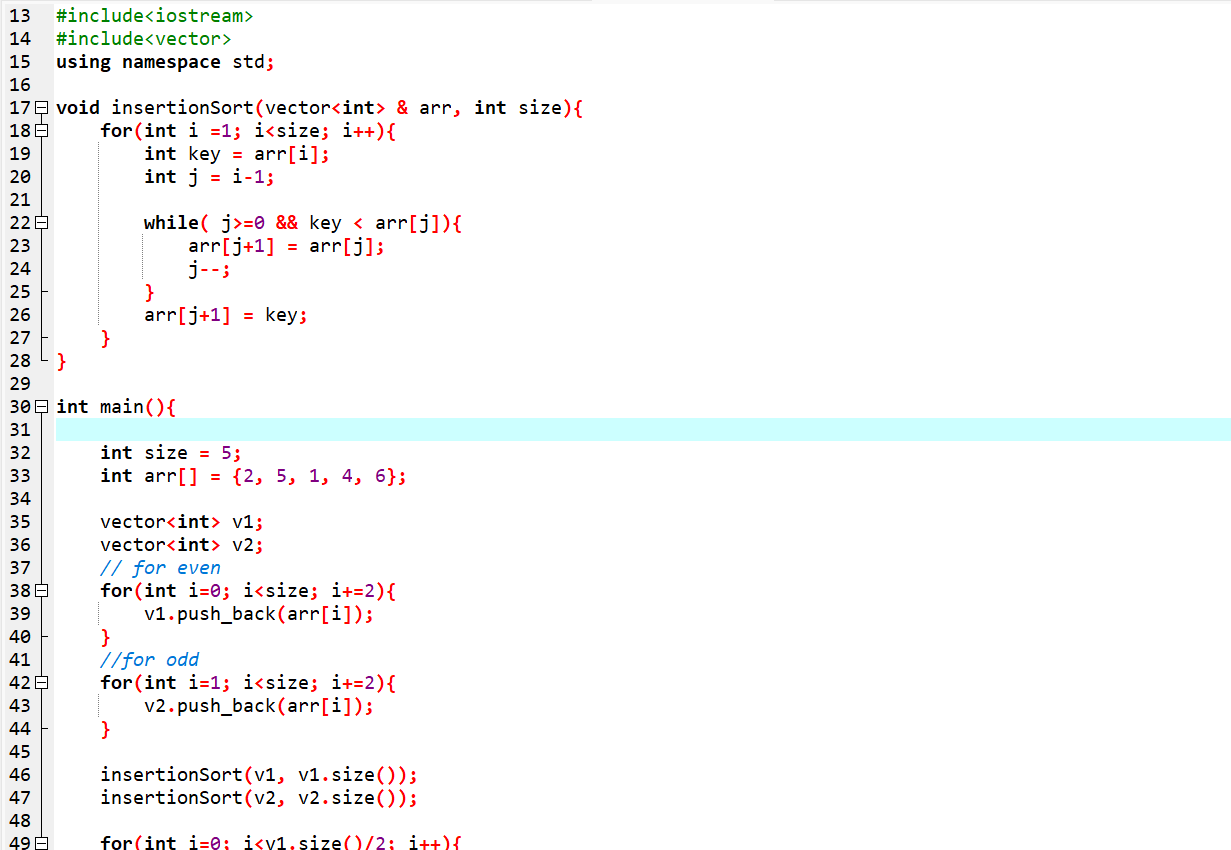 13 #include<iostream>
14 #include<vector>
15 using namespace std;
16
17 void insertionSort(vector<int> & arr, int size){
18     for(int i =1; i<size; i++){
19         int key = arr[i];
20         int j = i-1;
21
22         while( j>=0 && key < arr[j]){
23             arr[j+1] = arr[j];
24             j--;
25         }
26         arr[j+1] = key;
27     }
28 }
29
30 int main(){
31
32     int size = 5;
33     int arr[] = {2, 5, 1, 4, 6};
34
35     vector<int> v1;
36     vector<int> v2;
37     // for even
38     for(int i=0; i<size; i+=2){
39         v1.push_back(arr[i]);
40     }
41     //for odd
42     for(int i=1; i<size; i+=2){
43         v2.push_back(arr[i]);
44     }
45
46     insertionSort(v1, v1.size());
47     insertionSort(v2, v2.size());
48
49     for(int i=0; i<v1.size()/2; i++){